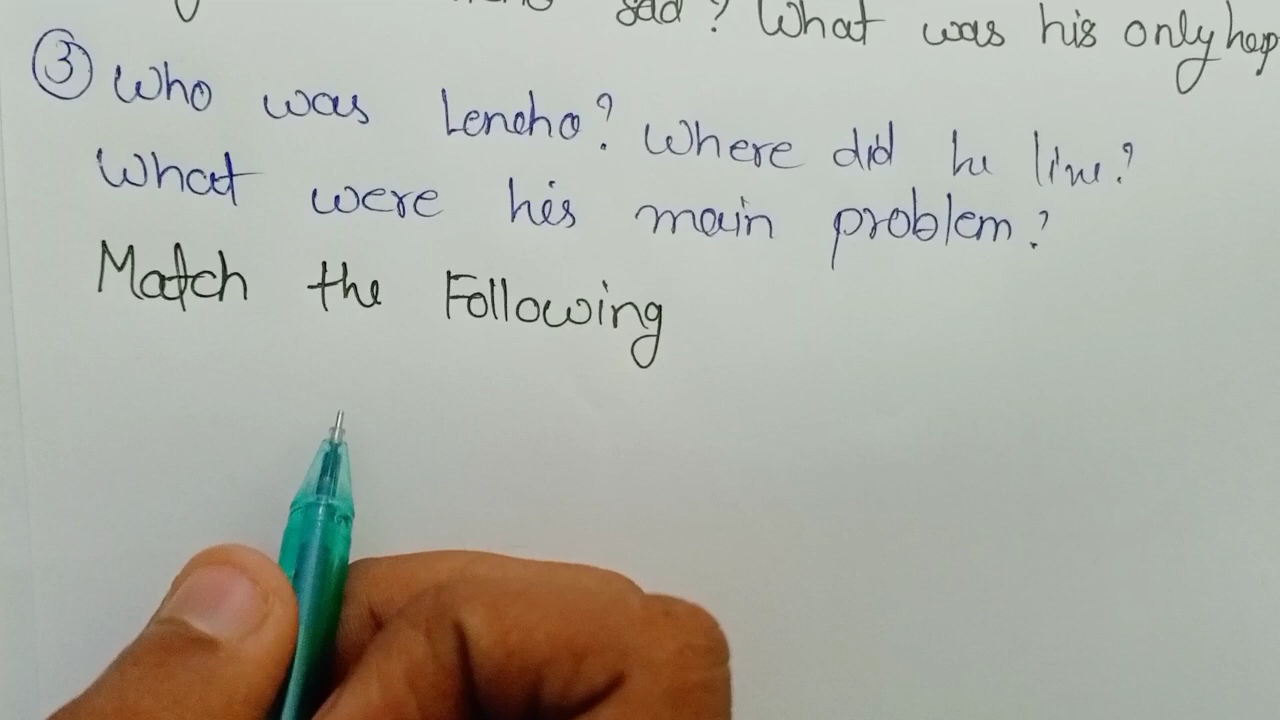 sad? What was his only hop
③ Who was Lencho? Where did he live?
What were his main problem?
Match the Following